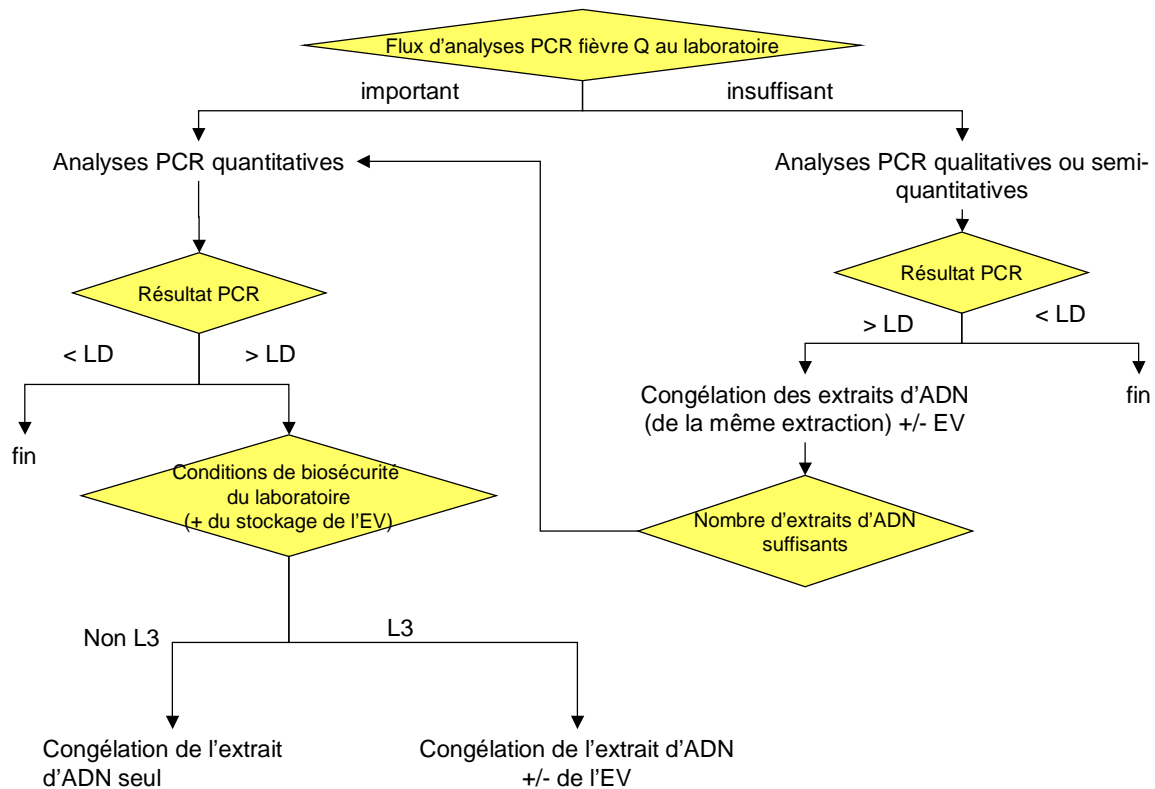 Flux d'analyses PCR fièvre Q au laboratoire
important
insuffisant
Analyses PCR quantitatives
Analyses PCR qualitatives ou semi-
quantitatives
Résultat PCR
Résultat PCR
< LD
> LD
> LD
< LD
fin
Congélation des extraits d'ADN
(de la même extraction) +/- EV
fin
Conditions de biosécurité
du laboratoire
(+ du stockage de l'EV)
Nombre d'extraits d'ADN
suffisants
Non L3
L3
Congélation de l'extrait
d'ADN seul
Congélation de l'extrait d'ADN
+/- de l'EV